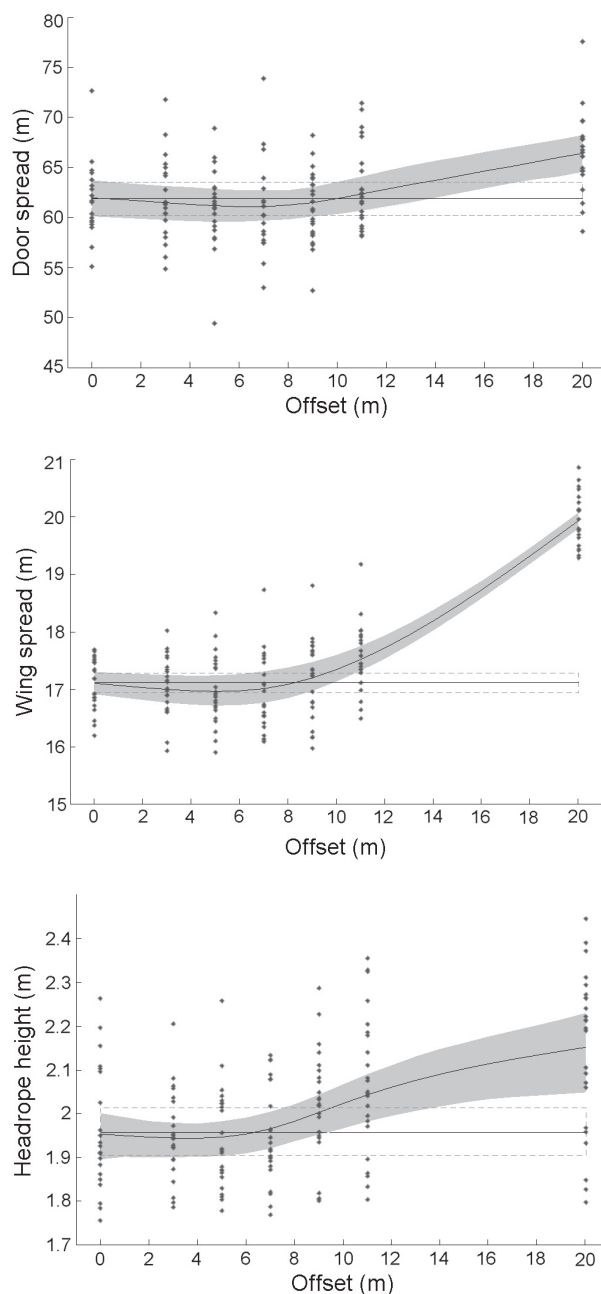 80
75
70
65
60
55
50
45
Door spread (m)
0 2 4 6 8 10 12 14 16 18 20
Offset (m)
21
20
19
18
17
16
15
Wing spread (m)
0 2 4 6 8 10 12 14 16 18 20
Offset (m)
2.4
2.3
2.2
2.1
2
1.9
1.8
1.7
Headrope height (m)
0 2 4 6 8 10 12 14 16 18 20
Offset (m)